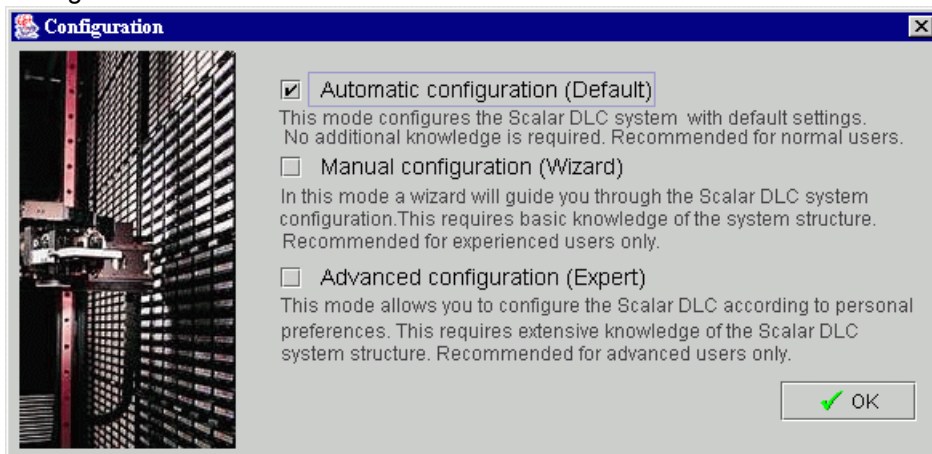 Configuration
Automatic configuration (Default)
This mode configures the Scalar DLC system with default settings.
No additional knowledge is required. Recommended for normal users.
Manual configuration (Wizard)
In this mode a wizard will guide you through the Scalar DLC system
configuration.This requires basic knowledge of the system structure.
Recommended for experienced users only.
Advanced configuration (Expert)
This mode allows you to configure the Scalar DLC according to personal
preferences. This requires extensive knowledge of the Scalar DLC
system structure. Recommended for advanced users only.
OK